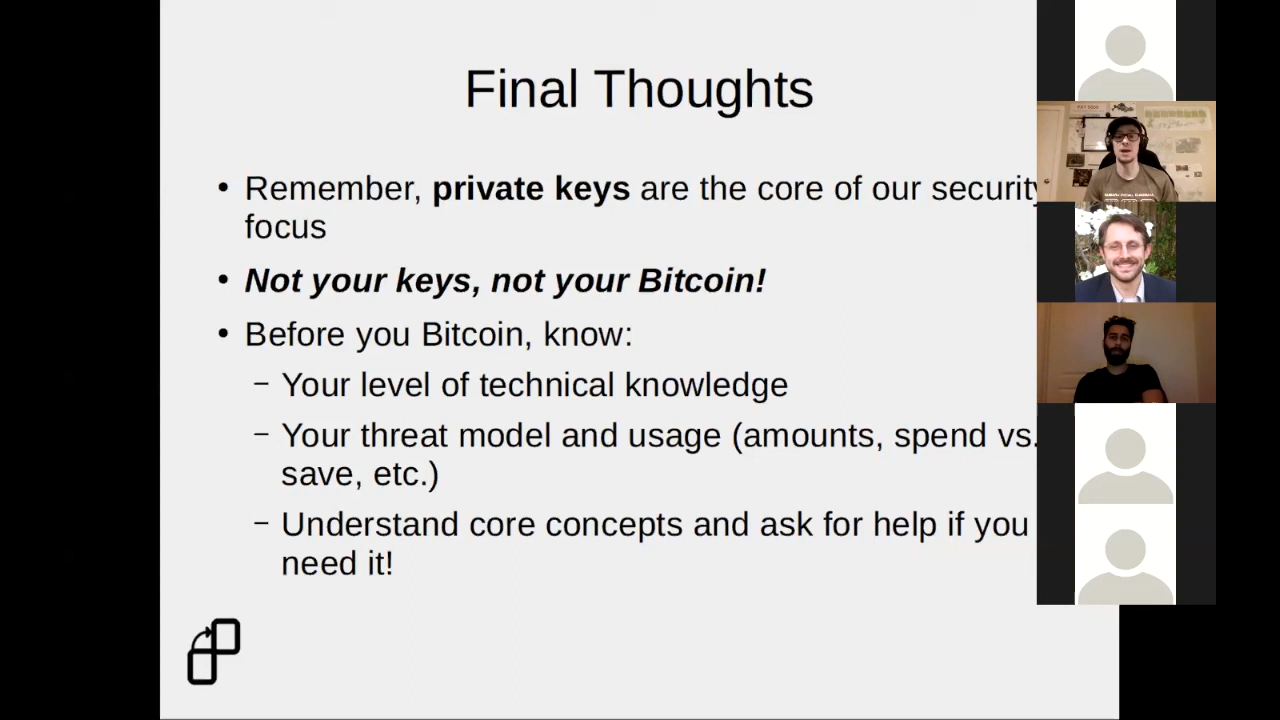 Final Thoughts
• Remember, private keys are the core of our security
focus
• Not your keys, not your Bitcoin!
• Before you Bitcoin, know:
– Your level of technical knowledge
– Your threat model and usage (amounts, spend vs.
save, etc.)
– Understand core concepts and ask for help if you
need it!